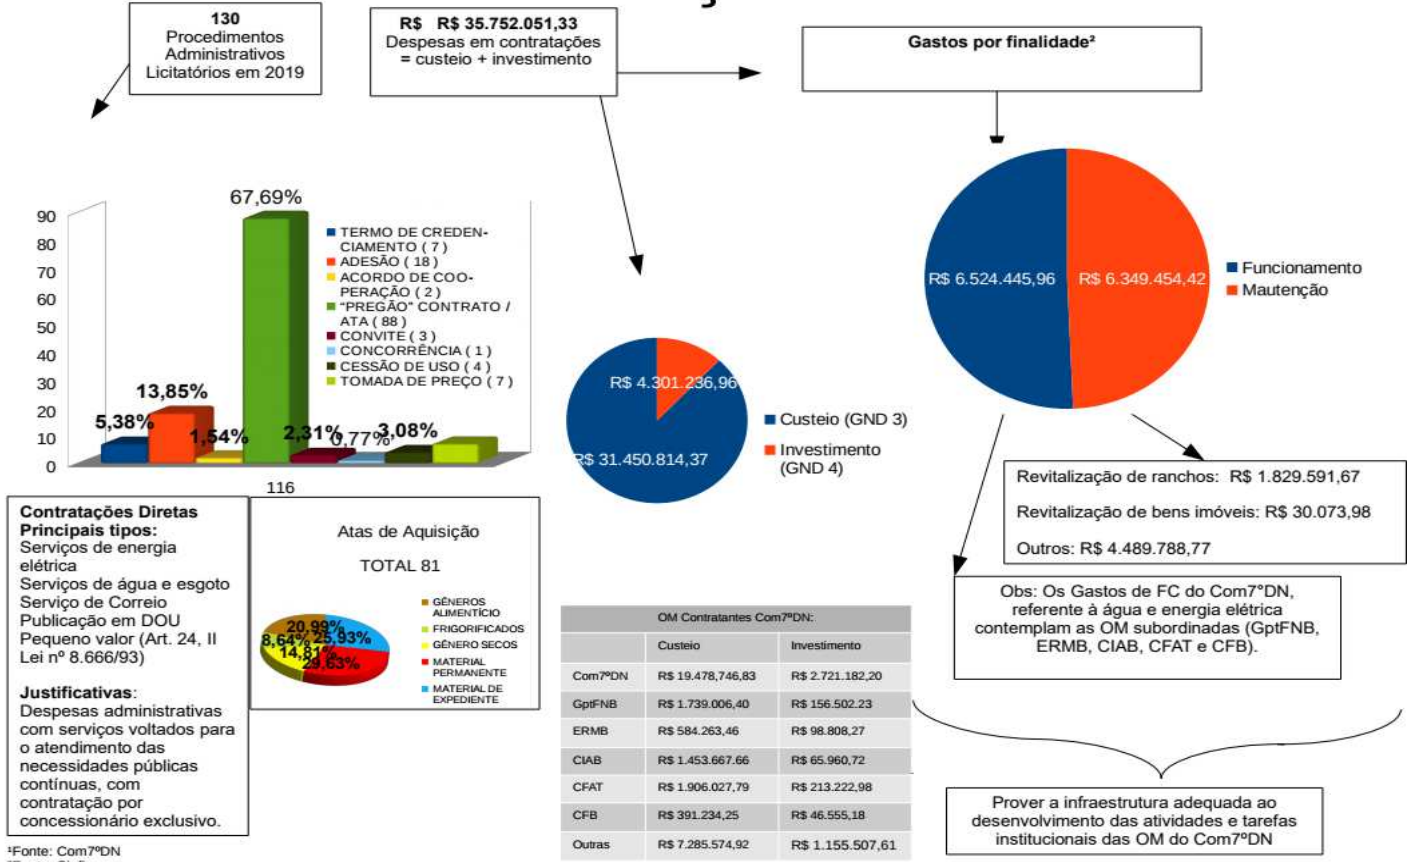 130
Procedimentos
Administrativos
Licitatórios em 2019
R$ R$ 35.752.051,33
Despesas em contratações
= custeio + investimento
Gastos por finalidade²
67,69%
90
80
70
60
50
40
30
20
10
0
5,38%
13,85%
1,54%
2,31%
0,77%
3,08%
TERMO DE CREDEN-
CIAMENTO ( 7 )
ADESÃO ( 18 )
ACORDO DE COO-
PERAÇÃO ( 2 )
“PREGÃO” CONTRATO /
ATA ( 88 )
CONVITE ( 3 )
CONCORRÊNCIA ( 1 )
CESSÃO DE USO ( 4 )
TOMADA DE PREÇO ( 7 )
R$ 6.524.445,96
R$ 6.349.454,42
Funcionamento
Mautenção
R$ 4.301.236,96
R$ 31.450.814,37
Custeio (GND 3)
Investimento
(GND 4)
Revitalização de ranchos: R$ 1.829.591,67
Revitalização de bens imóveis: R$ 30.073,98
Outros: R$ 4.489.788,77
Obs: Os Gastos de FC do Com7°DN,
referente à água e energia elétrica
contemplam as OM subordinadas (GptFNB,
ERMB, CIAB, CFAT e CFB).
116
Contratações Diretas
Principais tipos:
Serviços de energia
elétrica
Serviços de água e esgoto
Serviço de Correio
Publicação em DOU
Pequeno valor (Art. 24, II
Lei nº 8.666/93)
Justificativas:
Despesas administrativas
com serviços voltados para
o atendimento das
necessidades públicas
contínuas, com
contratação por
concessionário exclusivo.
Atas de Aquisição
TOTAL 81
20,99%
25,93%
8,64%
14,81%
29,63%
GÊNEROS
ALIMENTÍCIO
FRIGORIFICADOS
GÊNERO SECOS
MATERIAL
PERMANENTE
MATERIAL DE
EXPEDIENTE
OM Contratantes Com7ºDN:
Custeio Investimento
Com7ºDN R$ 19.478,746,83 R$ 2.721.182,20
GptFNB R$ 1.739.006,40 R$ 156.502.23
ERMB R$ 584.263,46 R$ 98.808,27
CIAB R$ 1.453.667.66 R$ 65.960,72
CFAT R$ 1.906.027,79 R$ 213.222,98
CFB R$ 391.234,25 R$ 46.555,18
Outras R$ 7.285.574,92 R$ 1.155.507,61
Prover a infraestrutura adequada ao
desenvolvimento das atividades e tarefas
institucionais das OM do Com7ºDN
¹Fonte: Com7ºDN